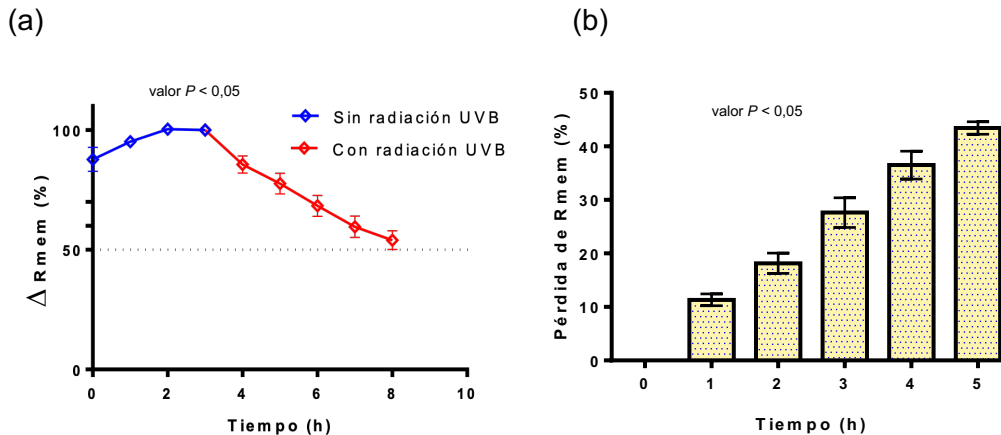 (a)
valor P < 0,05
Sin radiación UVB
Con radiación UVB
Δ Rmem (%)
100
50
0
0 2 4 6 8 10
Tiempo (h)
(b)
valor P < 0,05
Pérdida de Rmem (%)
50
40
30
20
10
0
0 1 2 3 4 5
Tiempo (h)